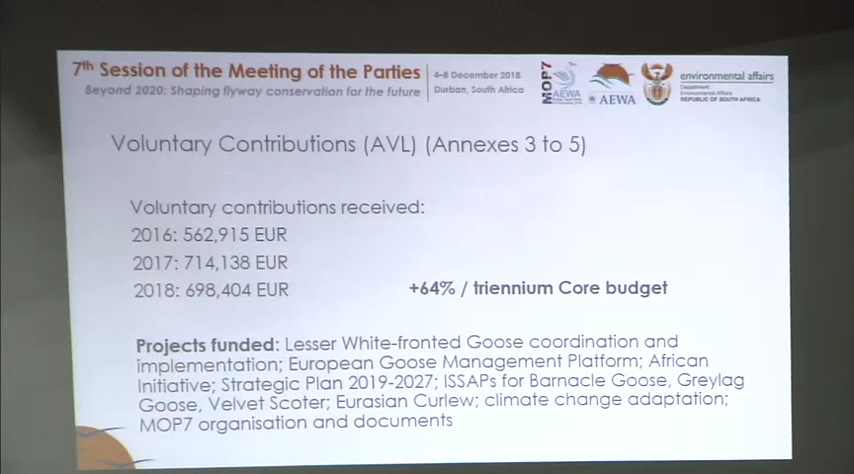 7th Session of the Meeting of the Parties
Beyond 2020: Shaping flyway conservation for the future
4–8 December 2018
Durban, South Africa
MOP7
AEWA
AEWA
environmental affairs
Department:
Environmental Affairs
REPUBLIC OF SOUTH AFRICA
Voluntary Contributions (AVL) (Annexes 3 to 5)
Voluntary contributions received:
2016: 562,915 EUR
2017: 714,138 EUR
2018: 698,404 EUR
+64% / triennium Core budget
Projects funded: Lesser White-fronted Goose coordination and
implementation; European Goose Management Platform; African
Initiative; Strategic Plan 2019-2027; ISSAPs for Barnacle Goose, Greylag
Goose, Velvet Scoter; Eurasian Curlew; climate change adaptation;
MOP7 organisation and documents